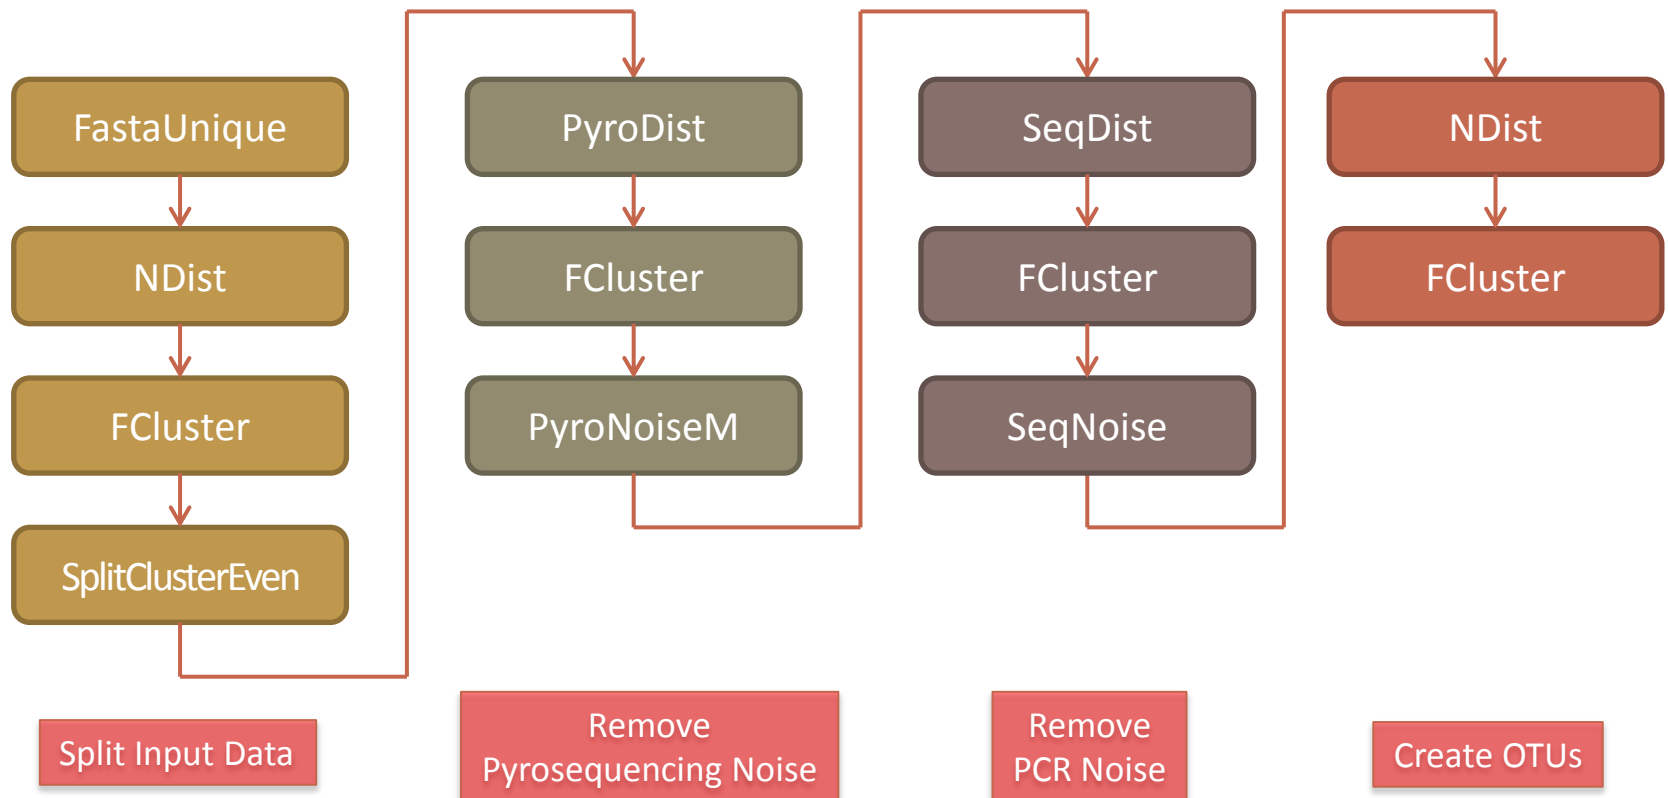 FastaUnique
NDist
FCluster
SplitClusterEven
PyroDist
FCluster
PyroNoiseM
SeqDist
FCluster
SeqNoise
NDist
FCluster
Split Input Data
Remove
Pyrosequencing Noise
Remove
PCR Noise
Create OTUs